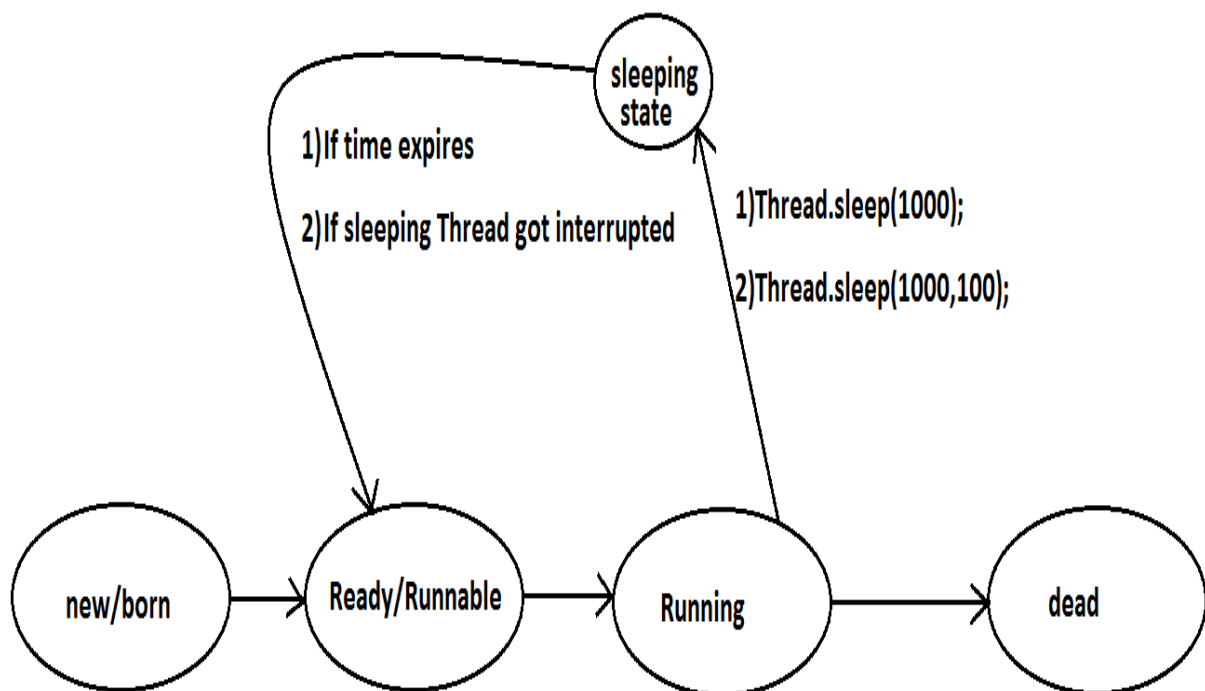 sleeping
state
1)If time expires
2)If sleeping Thread got interrupted
1)Thread.sleep(1000);
2)Thread.sleep(1000,100);
new/born
Ready/Runnable
Running
dead